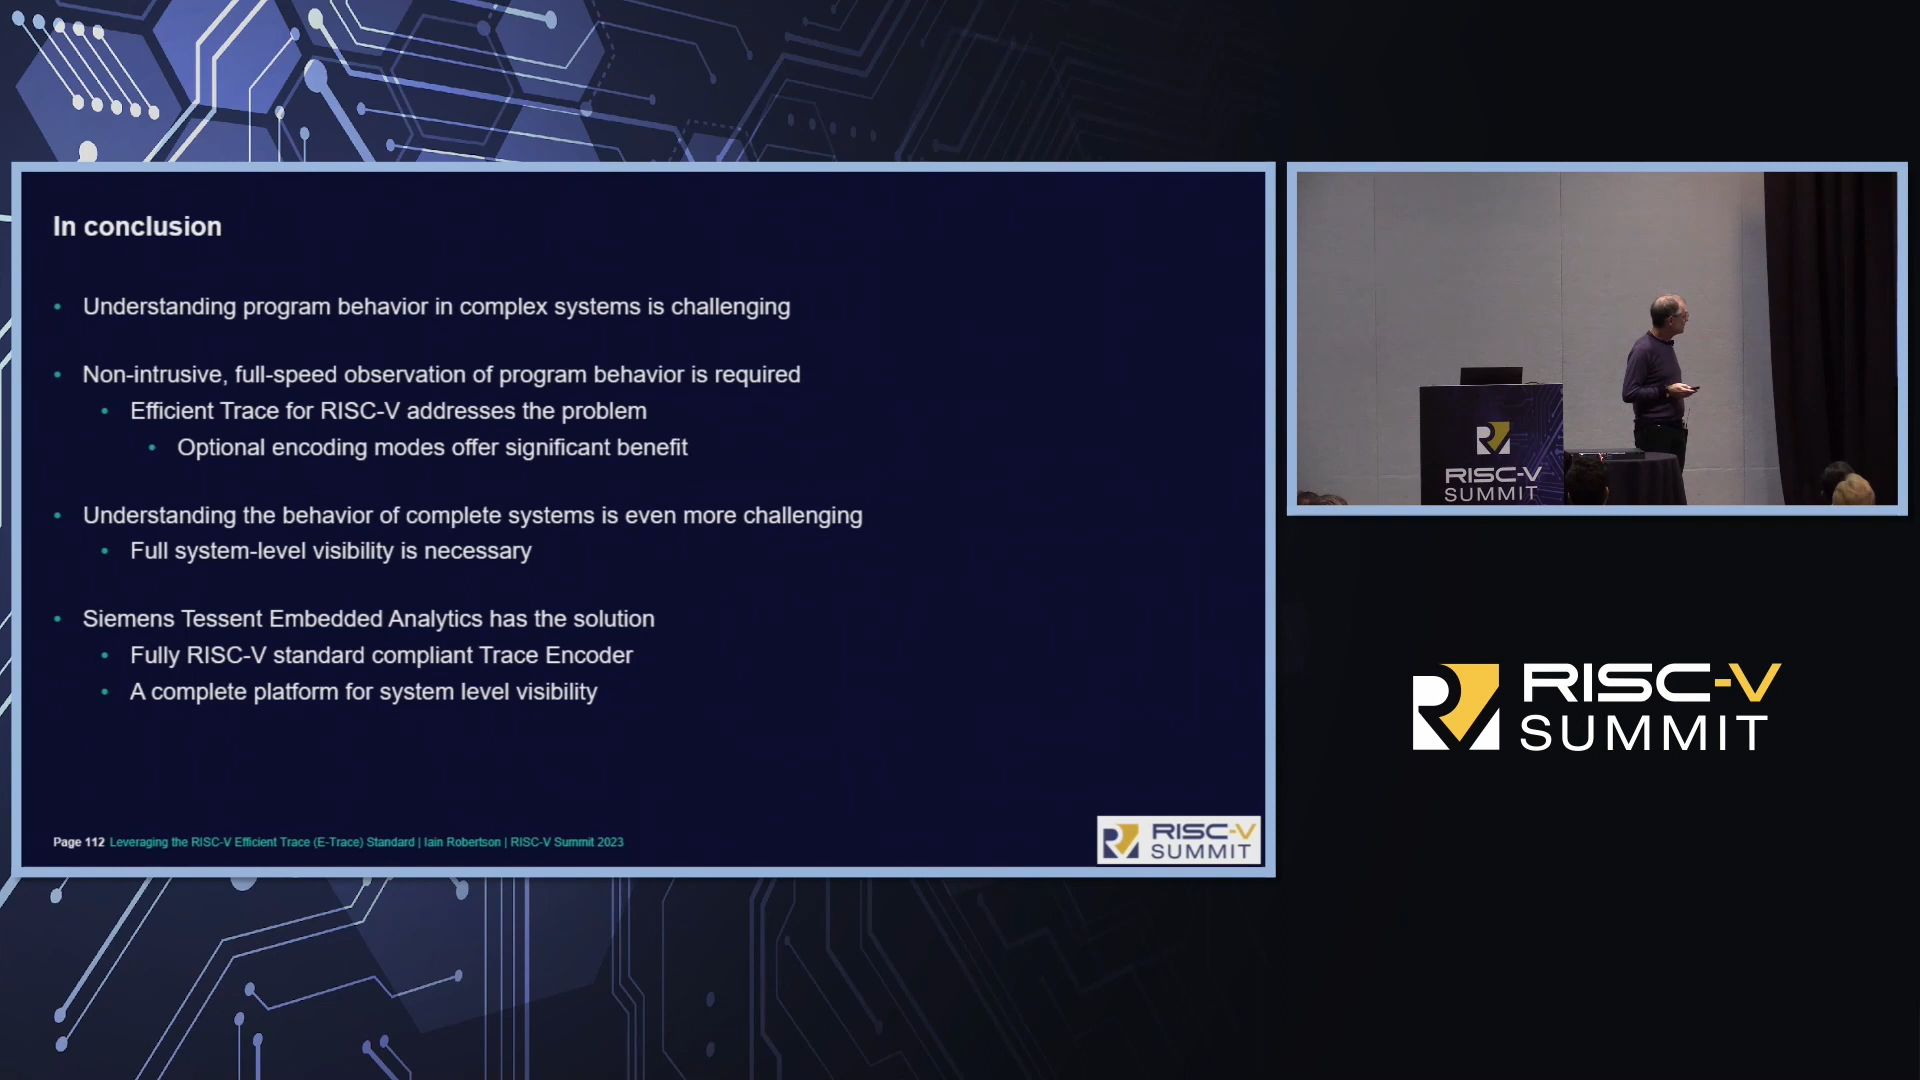 In conclusion
• Understanding program behavior in complex systems is challenging
• Non-intrusive, full-speed observation of program behavior is required
• Efficient Trace for RISC-V addresses the problem
• Optional encoding modes offer significant benefit
• Understanding the behavior of complete systems is even more challenging
• Full system-level visibility is necessary
• Siemens Tessent Embedded Analytics has the solution
• Fully RISC-V standard compliant Trace Encoder
• A complete platform for system level visibility
Page 112 Leveraging the RISC-V Efficient Trace (E-Trace) Standard | Iain Robertson | RISC-V Summit 2023
RISC-V
SUMMIT
RISC-V
SUMMIT
RISC-V
SUMMIT